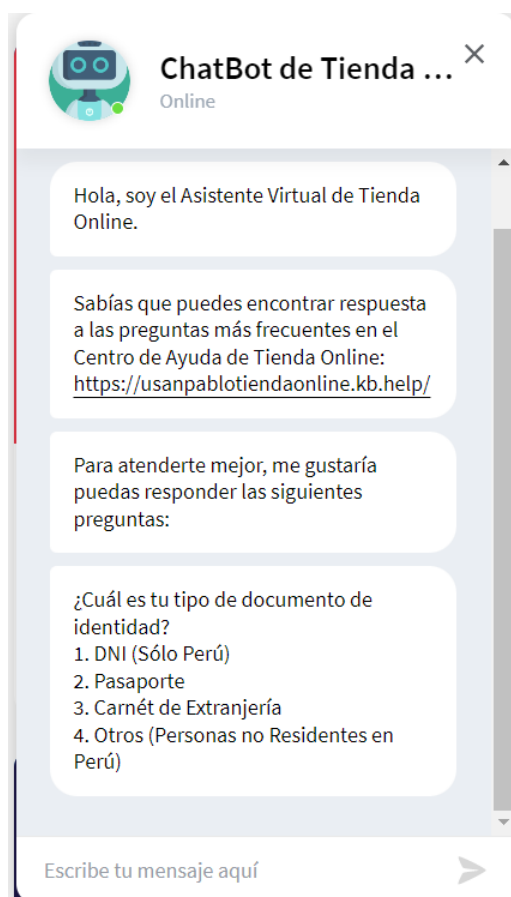 ChatBot de Tienda ...
Online
Hola, soy el Asistente Virtual de Tienda
Online.
Sabías que puedes encontrar respuesta
a las preguntas más frecuentes en el
Centro de Ayuda de Tienda Online:
https://usanpablotiendaonline.kb.help/
Para atenderte mejor, me gustaría
puedas responder las siguientes
preguntas:
¿Cuál es tu tipo de documento de
identidad?
1. DNI (Sólo Perú)
2. Pasaporte
3. Carnét de Extranjería
4. Otros (Personas no Residentes en
Perú)
Escribe tu mensaje aquí